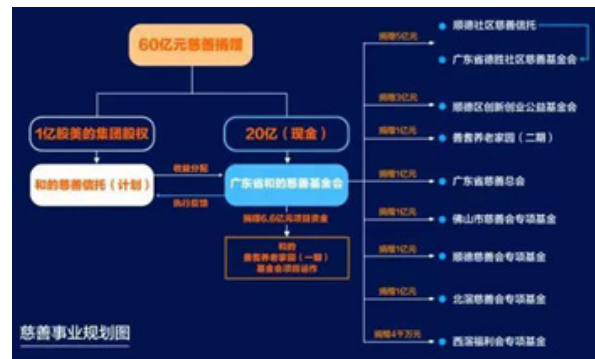 60亿元慈善捐赠
1亿股美的集团股权
20亿（现金）
和的慈善信托（计划）
收益分配
执行反馈
广东省和的慈善基金会
捐赠6.6亿元项目资金
和的
善耆养老家园（一期）
基金会项目运作
捐赠5亿元
顺德社区慈善信托
广东省德胜社区慈善基金会
捐赠3亿元
顺德区创新创业公益基金会
捐赠1亿元
善耆养老家园（二期）
捐赠1亿元
广东省慈善总会
捐赠1亿元
佛山市慈善会专项基金
捐赠1亿元
顺德慈善会专项基金
捐赠1亿元
北滘慈善会专项基金
捐赠4千万元
西滘福利会专项基金
慈善事业规划图